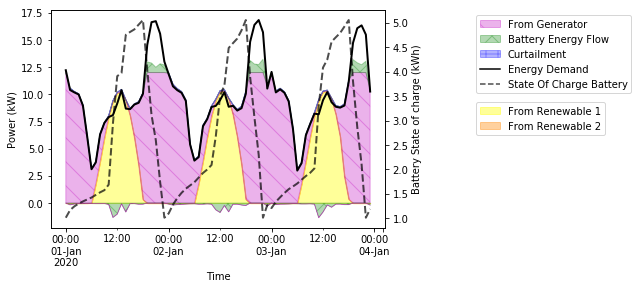 17.5
15.0
12.5
10.0
7.5
5.0
2.5
0.0
Power (kW)
00:00
01-Jan
2020
12:00
00:00
02-Jan
12:00
00:00
03-Jan
12:00
00:00
04-Jan
Time
5.0
4.5
4.0
3.5
3.0
2.5
2.0
1.5
1.0
Battery State of charge (kWh)
From Generator
Battery Energy Flow
Curtailment
Energy Demand
State Of Charge Battery
From Renewable 1
From Renewable 2